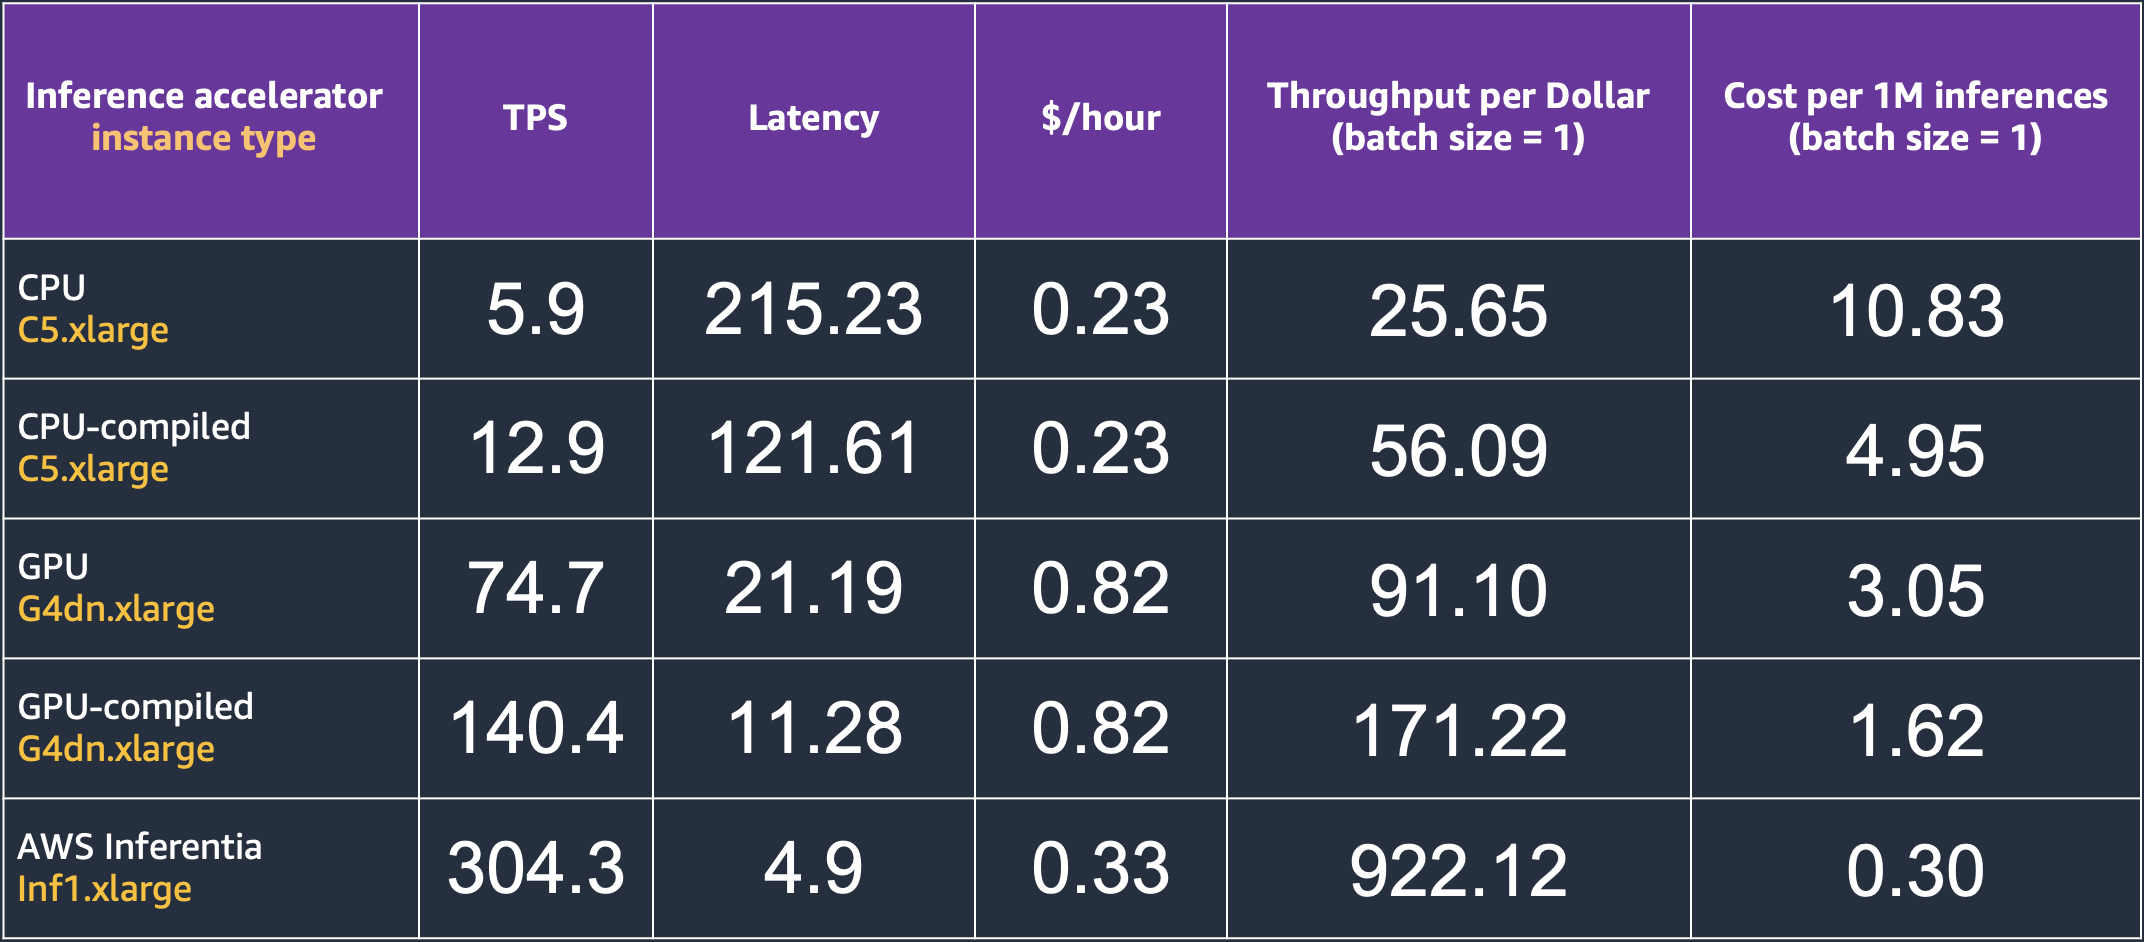 Inference accelerator
instance type
TPS
Latency
$/hour
Throughput per Dollar
(batch size = 1)
Cost per 1M inferences
(batch size = 1)
CPU
C5.xlarge
5.9
215.23
0.23
25.65
10.83
CPU-compiled
C5.xlarge
12.9
121.61
0.23
56.09
4.95
GPU
G4dn.xlarge
74.7
21.19
0.82
91.10
3.05
GPU-compiled
G4dn.xlarge
140.4
11.28
0.82
171.22
1.62
AWS Inferentia
Inf1.xlarge
304.3
4.9
0.33
922.12
0.30